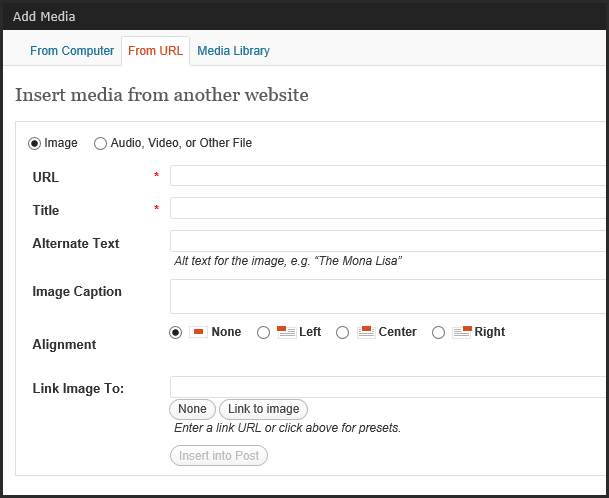 Add Media
From Computer From URL Media Library
Insert media from another website
Image Audio, Video, or Other File
URL *
Title *
Alternate Text
Alt text for the image, e.g. “The Mona Lisa”
Image Caption
None Left Center Right
Alignment
Link Image To:
None Link to image
Enter a link URL or click above for presets.
Insert into Post